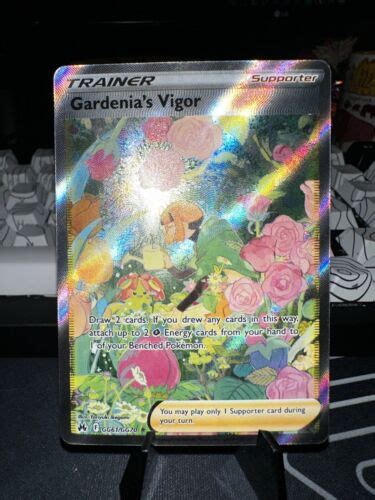 TRAINER
Supporter
Gardenia's Vigor
Draw 2 cards. If you drew any cards in this way,
attach up to 2 Energy cards from your hand to
1 of your Benched Pokémon.
GG61/GG70
You may play only 1 Supporter card during
your turn.